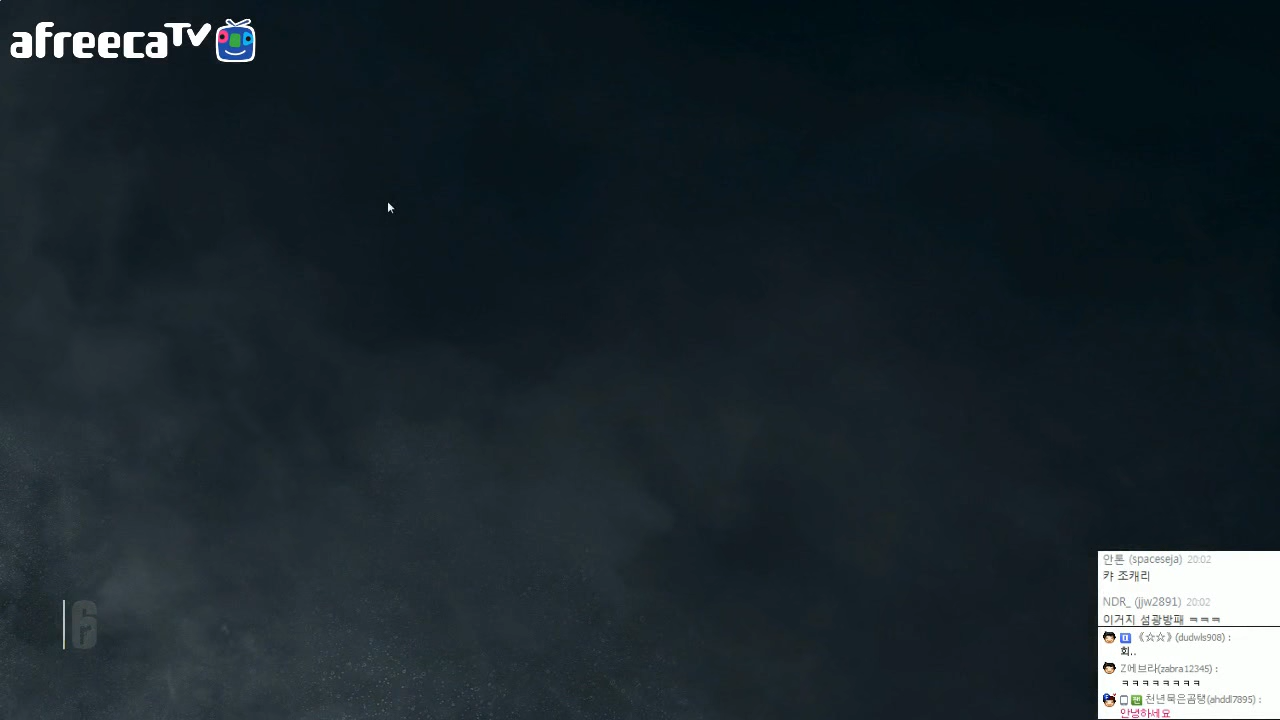 afreecaTV
6
안톤 (spaceseja) 20:02
캬 조캐리
NDR_ (jjw2891) 20:02
이거지 섬광방패 ㅋㅋㅋ
《☆☆》(dudwls908) :
회..
Z에브라(zabra12345) :
ㅋㅋㅋㅋㅋㅋㅋㅋ
천년묵은곰탱(ahddl7895) :
안녕하세요